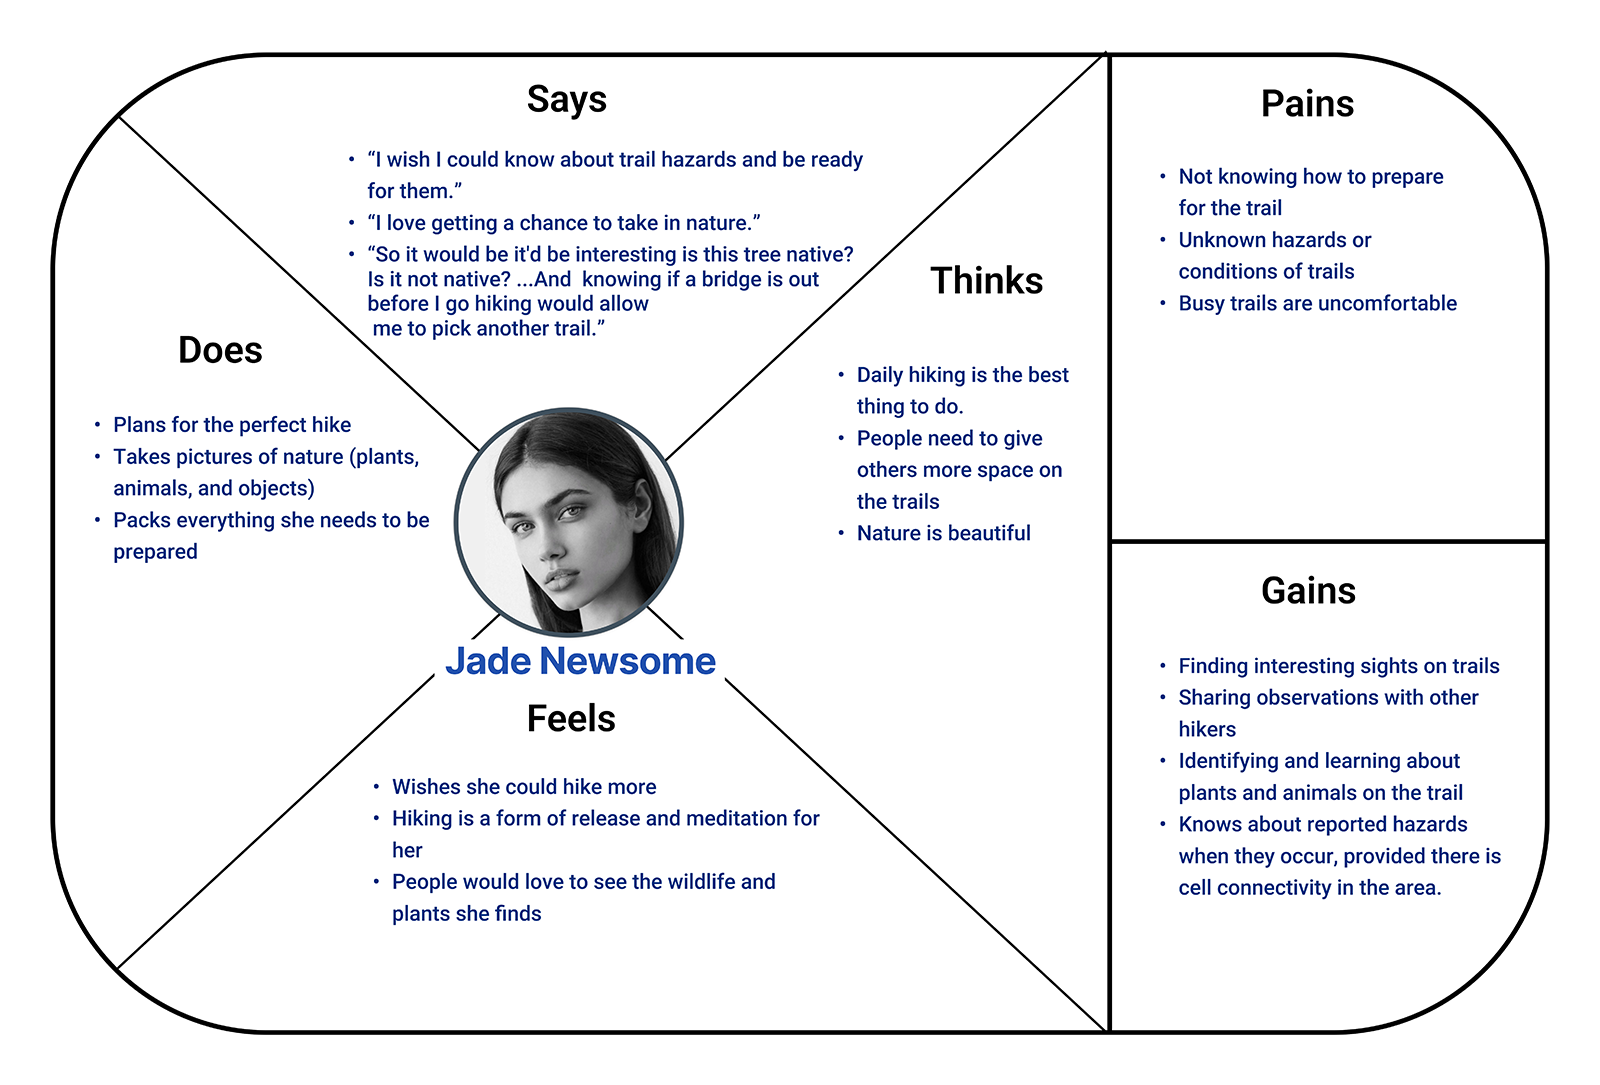 Says
• “I wish I could know about trail hazards and be ready
for them.”
• “I love getting a chance to take in nature.”
• “So it would be it'd be interesting is this tree native?
Is it not native? ...And  knowing if a bridge is out
before I go hiking would allow
me to pick another trail.”
Thinks
• Daily hiking is the best
thing to do.
• People need to give
others more space on
the trails
• Nature is beautiful
Does
• Plans for the perfect hike
• Takes pictures of nature (plants,
animals, and objects)
• Packs everything she needs to be
prepared
Jade Newsome
Feels
• Wishes she could hike more
• Hiking is a form of release and meditation for
her
• People would love to see the wildlife and
plants she finds
Pains
• Not knowing how to prepare
for the trail
• Unknown hazards or
conditions of trails
• Busy trails are uncomfortable
Gains
• Finding interesting sights on trails
• Sharing observations with other
hikers
• Identifying and learning about
plants and animals on the trail
• Knows about reported hazards
when they occur, provided there is
cell connectivity in the area.